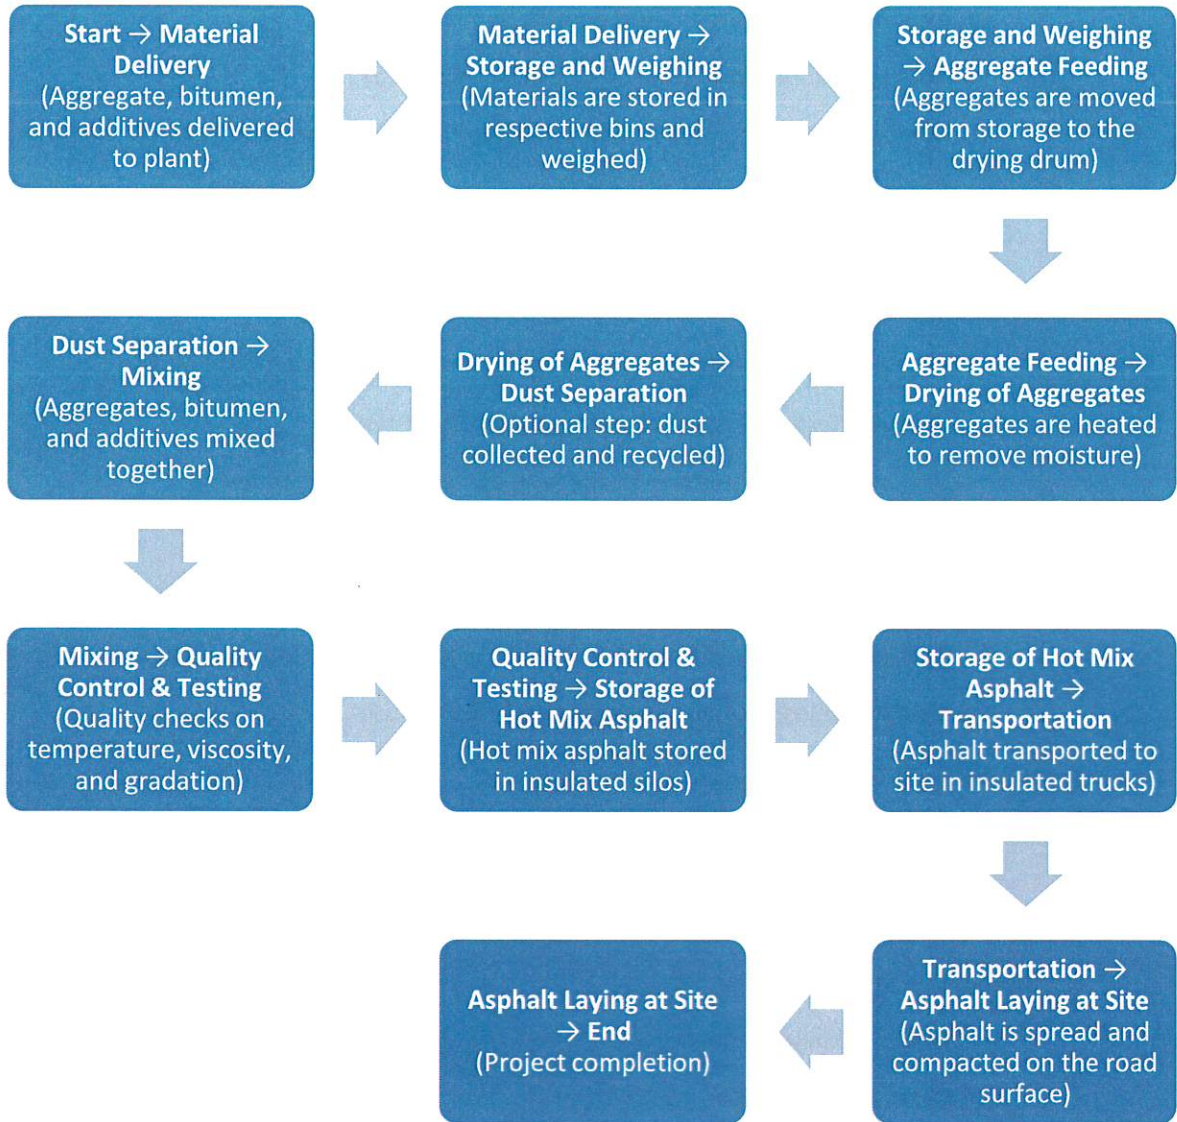 Start → Material
Delivery
(Aggregate, bitumen,
and additives delivered
to plant)
Material Delivery →
Storage and Weighing
(Materials are stored in
respective bins and
weighed)
Storage and Weighing
→ Aggregate Feeding
(Aggregates are moved
from storage to the
drying drum)
Aggregate Feeding →
Drying of Aggregates
(Aggregates are heated
to remove moisture)
Drying of Aggregates →
Dust Separation
(Optional step: dust
collected and recycled)
Dust Separation →
Mixing
(Aggregates, bitumen,
and additives mixed
together)
Mixing → Quality
Control & Testing
(Quality checks on
temperature, viscosity,
and gradation)
Quality Control &
Testing → Storage of
Hot Mix Asphalt
(Hot mix asphalt stored
in insulated silos)
Storage of Hot Mix
Asphalt →
Transportation
(Asphalt transported to
site in insulated trucks)
Transportation →
Asphalt Laying at Site
(Asphalt is spread and
compacted on the road
surface)
Asphalt Laying at Site
→ End
(Project completion)